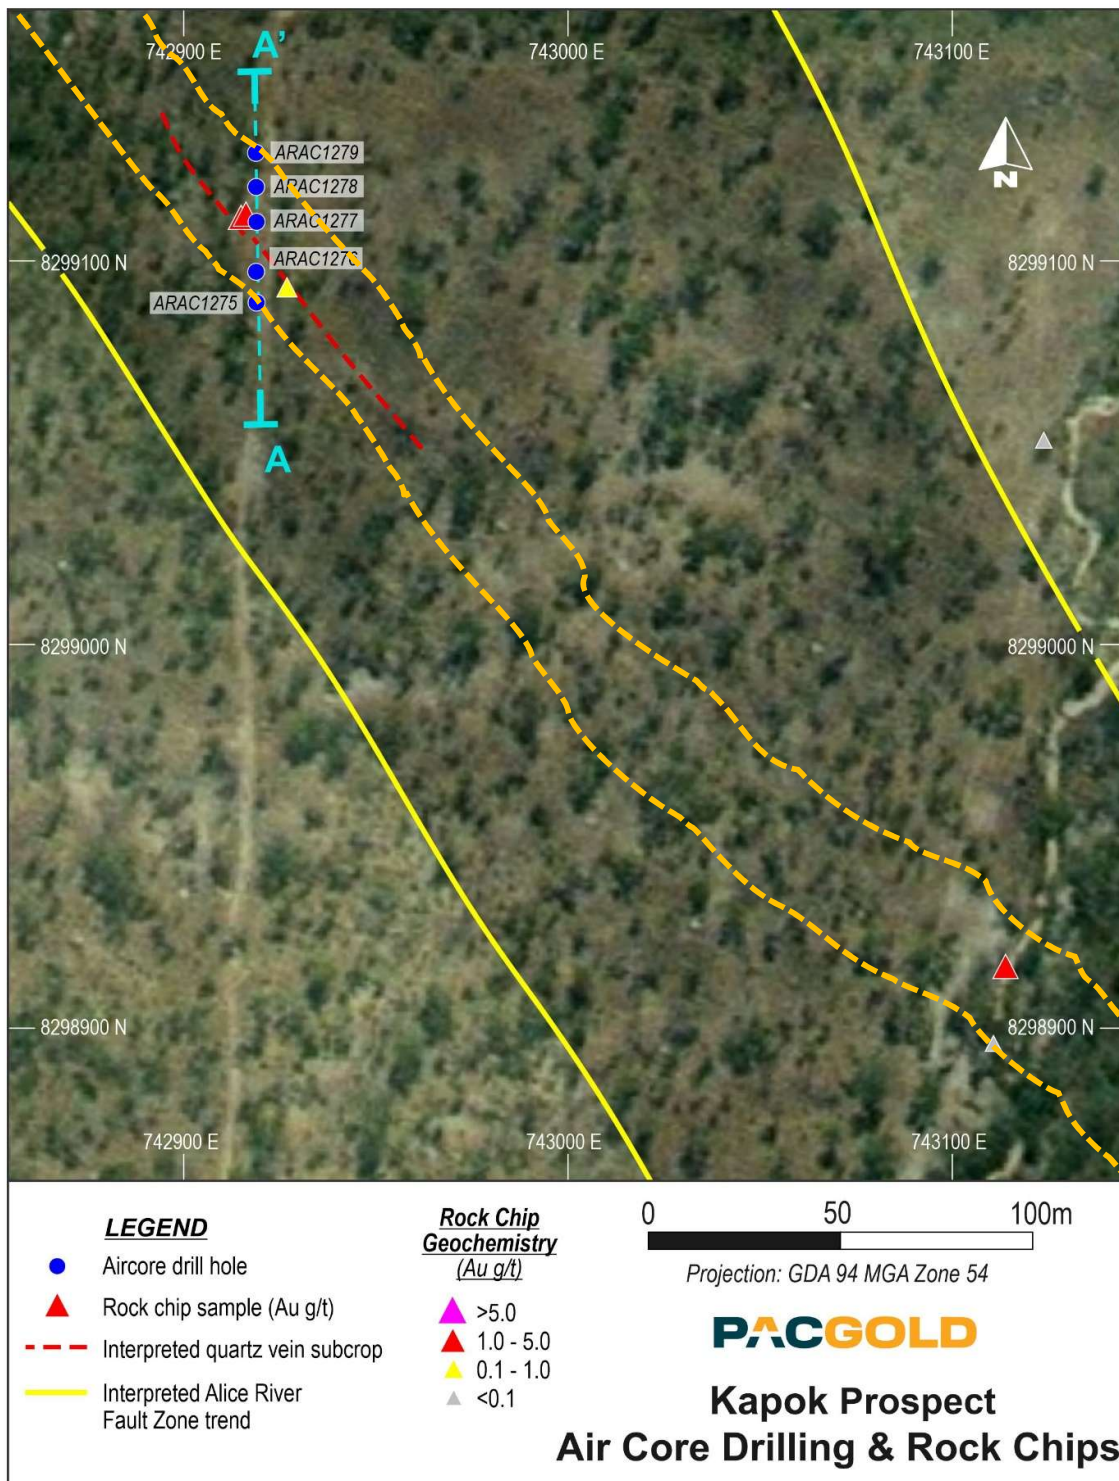 742900 E
743000 E
743100 E
A'
ARAC1279
ARAC1278
N
ARAC1277
ARAC1276
8299100 N
8299100 N
ARAC1275
A
8299000 N
8299000 N
8298900 N
8298900 N
742900 E
743000 E
743100 E
LEGEND
Aircore drill hole
Rock chip sample (Au g/t)
Interpreted quartz vein subcrop
Interpreted Alice River
Fault Zone trend
Rock Chip
Geochemistry
(Au g/t)
>5.0
1.0 - 5.0
0.1 - 1.0
<0.1
0 50 100m
Projection: GDA 94 MGA Zone 54
PACGOLD
Kapok Prospect
Air Core Drilling & Rock Chips